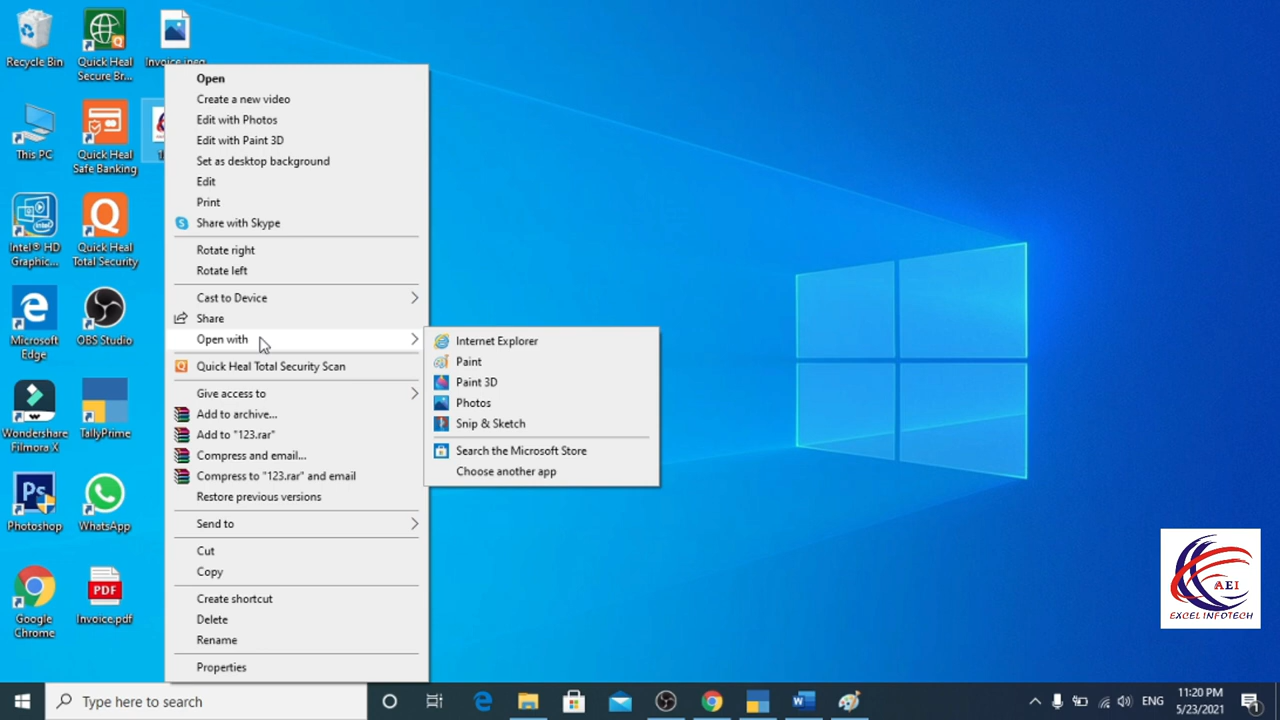 Recycle Bin
Quick Heal
Secure Br...
Invoice.jpeg
This PC
Quick Heal
Safe Banking
Intel® HD
Graphic...
Quick Heal
Total Security
Microsoft
Edge
OBS Studio
Wondershare
Filmora X
TallyPrime
Ps
Photoshop
WhatsApp
Google
Chrome
PDF
Invoice.pdf
Open
Create a new video
Edit with Photos
Edit with Paint 3D
Set as desktop background
Edit
Print
Share with Skype
Rotate right
Rotate left
Cast to Device
Share
Open with
Quick Heal Total Security Scan
Give access to
Add to archive...
Add to "123.rar"
Compress and email...
Compress to "123.rar" and email
Restore previous versions
Send to
Cut
Copy
Create shortcut
Delete
Rename
Properties
Internet Explorer
Paint
Paint 3D
Photos
Snip & Sketch
Search the Microsoft Store
Choose another app
AEI
EXCEL INFOTECH
Type here to search
ENG
11:20 PM
5/23/2021
1